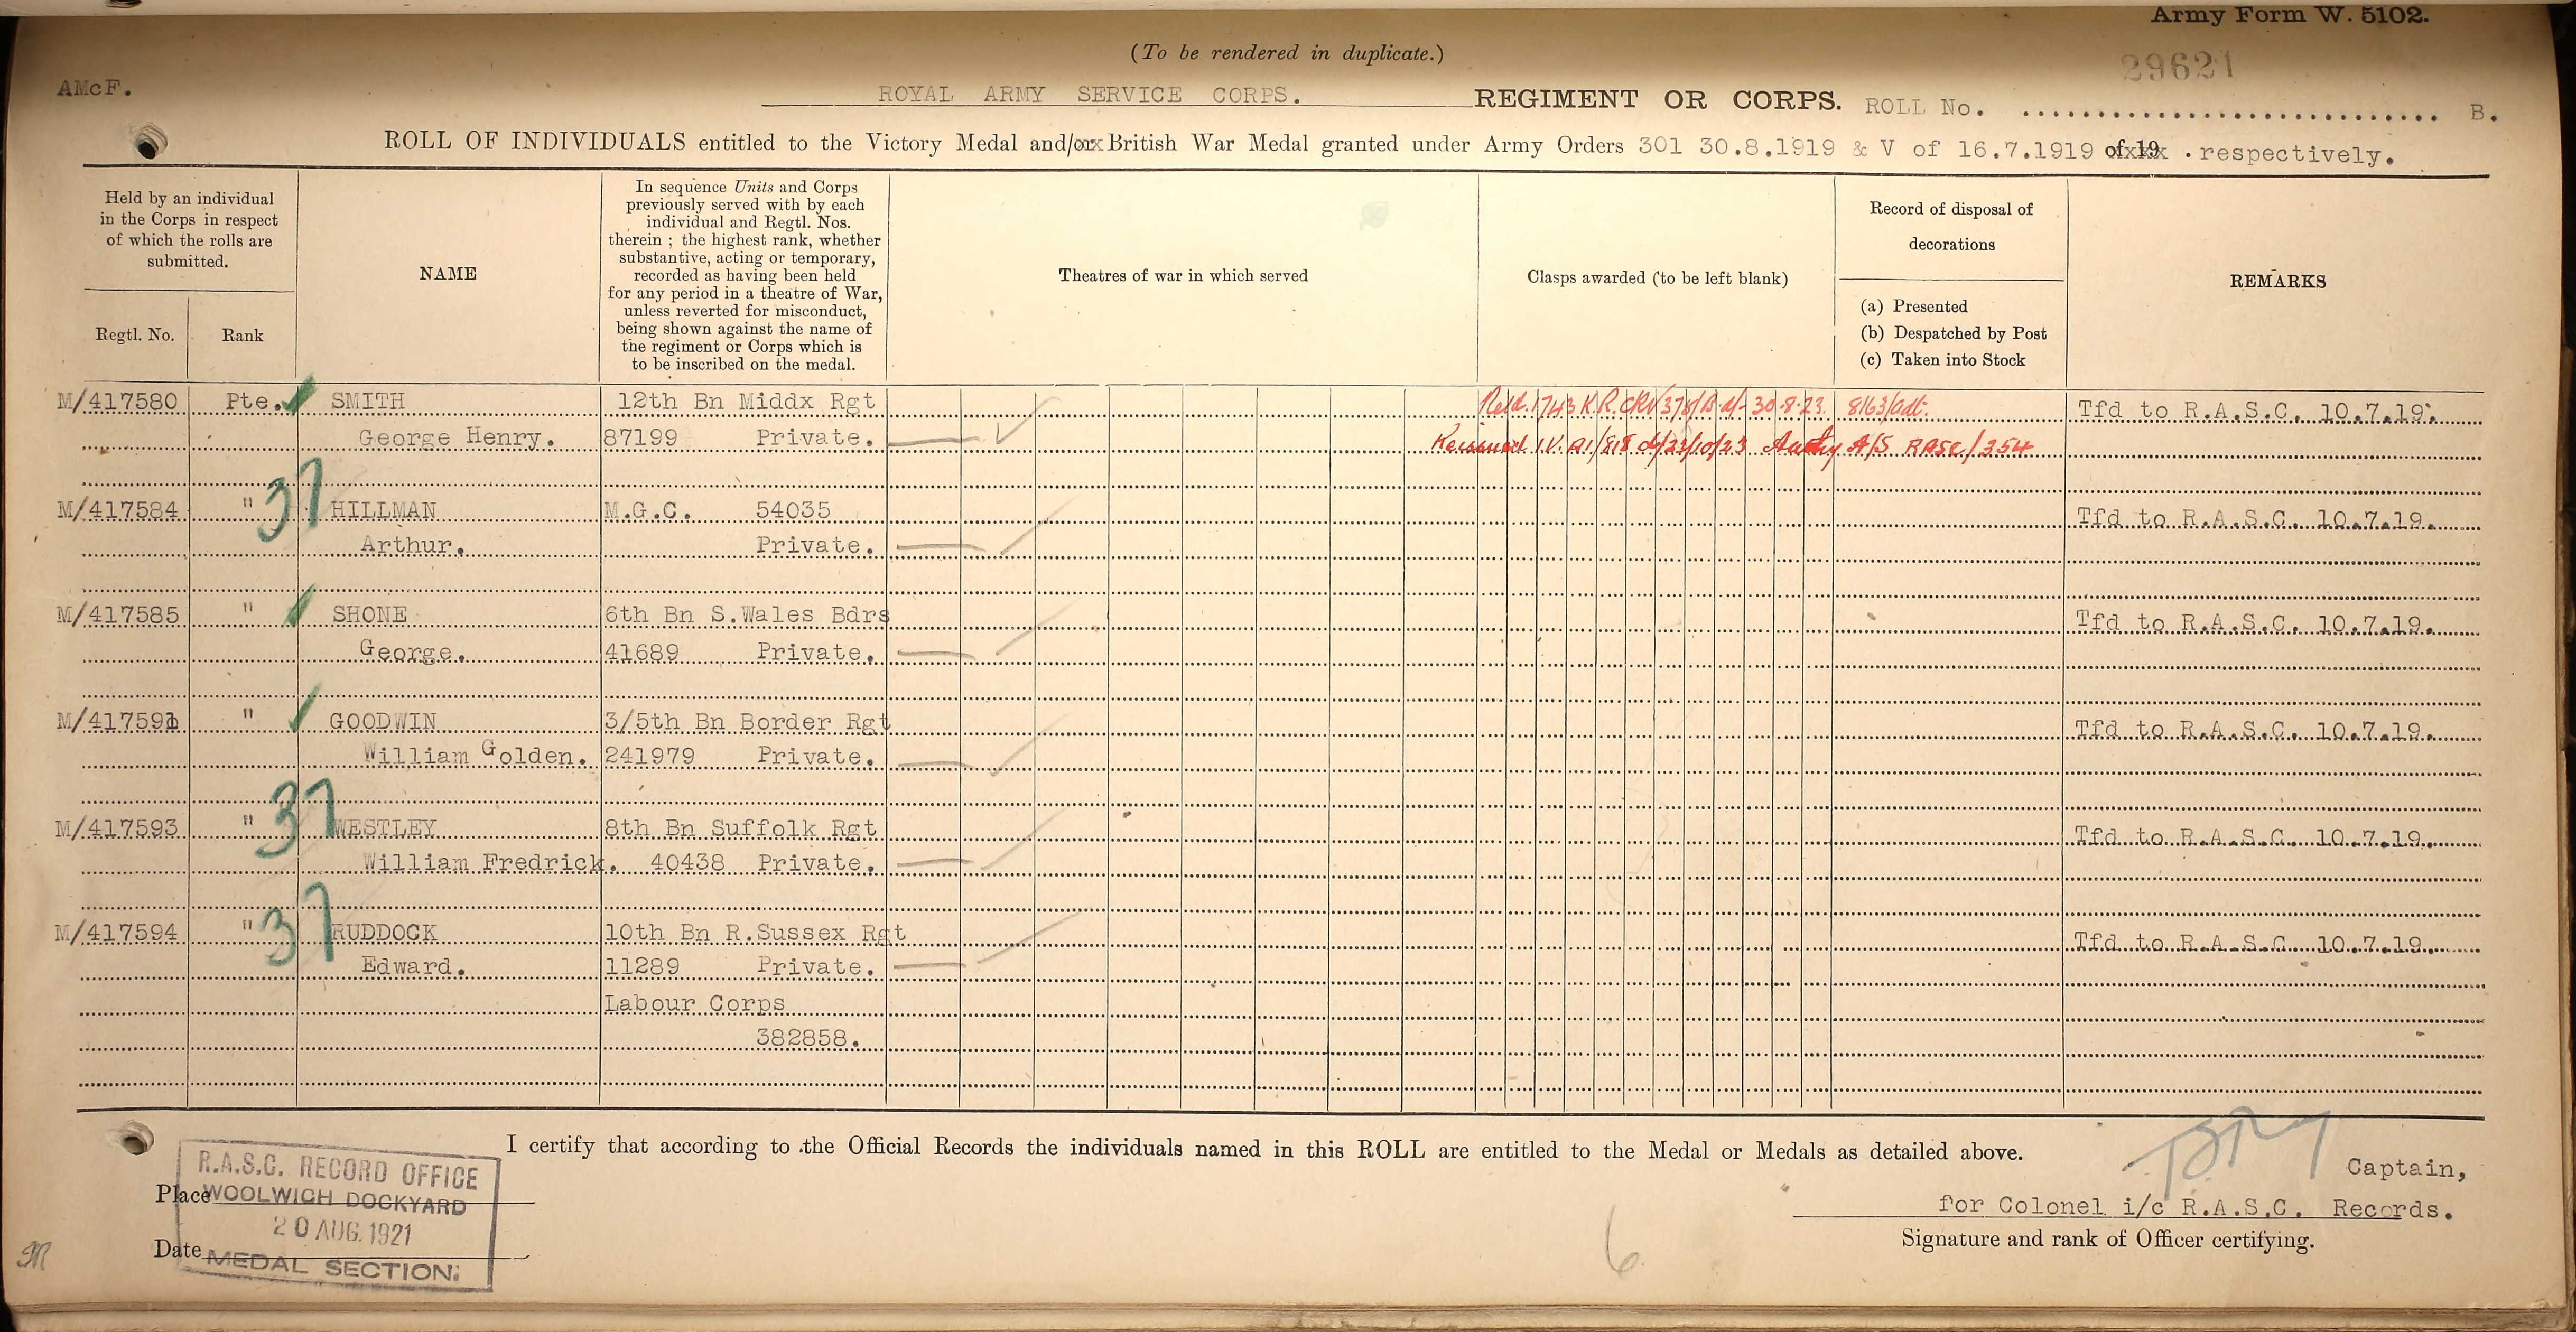 Army Form W. 5102.
(To be rendered in duplicate.)
29621
AMcF.
ROYAL ARMY SERVICE CORPS. REGIMENT OR CORPS. ROLL No. B.
ROLL OF INDIVIDUALS entitled to the Victory Medal and/or British War Medal granted under Army Orders 301 30.8.1919 & V of 16.7.1919 of 19 . respectively.
Held by an individual
in the Corps in respect
of which the rolls are
submitted.
Regtl. No.
Rank
NAME
In sequence Units and Corps
previously served with by each
individual and Regtl. Nos.
therein ; the highest rank, whether
substantive, acting or temporary,
recorded as having been held
for any period in a theatre of War,
unless reverted for misconduct,
being shown against the name of
the regiment or Corps which is
to be inscribed on the medal.
Theatres of war in which served
Clasps awarded (to be left blank)
Record of disposal of
decorations
(a) Presented
(b) Despatched by Post
(c) Taken into Stock
REMARKS
M/417580 Pte. SMITH 12th Bn Middx Rgt 1743 K.R. 30.8.23. 8163/adt. Tfd to R.A.S.C. 10.7.19.
George Henry. 87199 Private. 1.V. /818 d/23/10/23 A/S RASC/354
37
M/417584 " HILLMAN M.G.C. 54035 Tfd to R.A.S.C. 10.7.19.
Arthur. Private.
M/417585 " SHONE 6th Bn S.Wales Bdrs Tfd to R.A.S.C. 10.7.19.
George. 41689 Private.
M/417591 " GOODWIN 3/5th Bn Border Rgt Tfd to R.A.S.C. 10.7.19.
William Golden. 241979 Private.
37
M/417593 " WESTLEY 8th Bn Suffolk Rgt Tfd to R.A.S.C. 10.7.19.
William Fredrick. 40438 Private.
37
M/417594 " RUDDOCK 10th Bn R.Sussex Rgt Tfd to R.A.S.C. 10.7.19.
Edward. 11289 Private.
Labour Corps
382858.
I certify that according to the Official Records the individuals named in this ROLL are entitled to the Medal or Medals as detailed above.
R.A.S.C. RECORD OFFICE
Captain,
Place WOOLWICH DOCKYARD
for Colonel i/c R.A.S.C. Records.
20 AUG. 1921
Signature and rank of Officer certifying.
Date MEDAL SECTION.
6